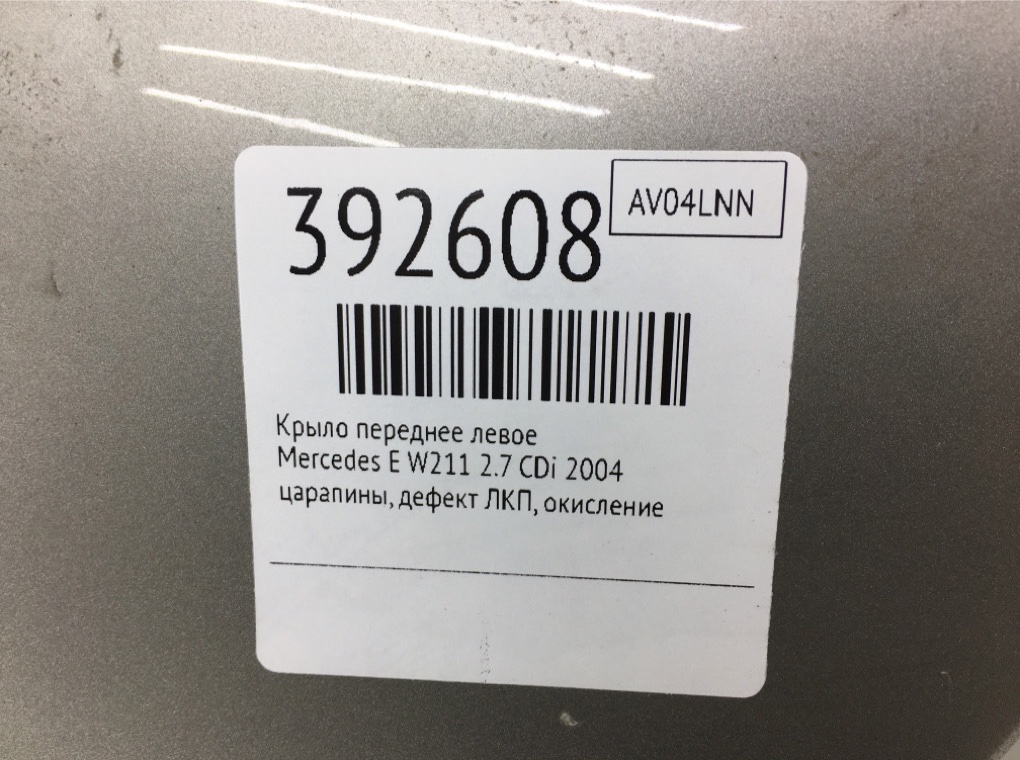 392608
AV04LNN
Крыло переднее левое
Mercedes E W211 2.7 CDi 2004
царапины, дефект ЛКП, окисление